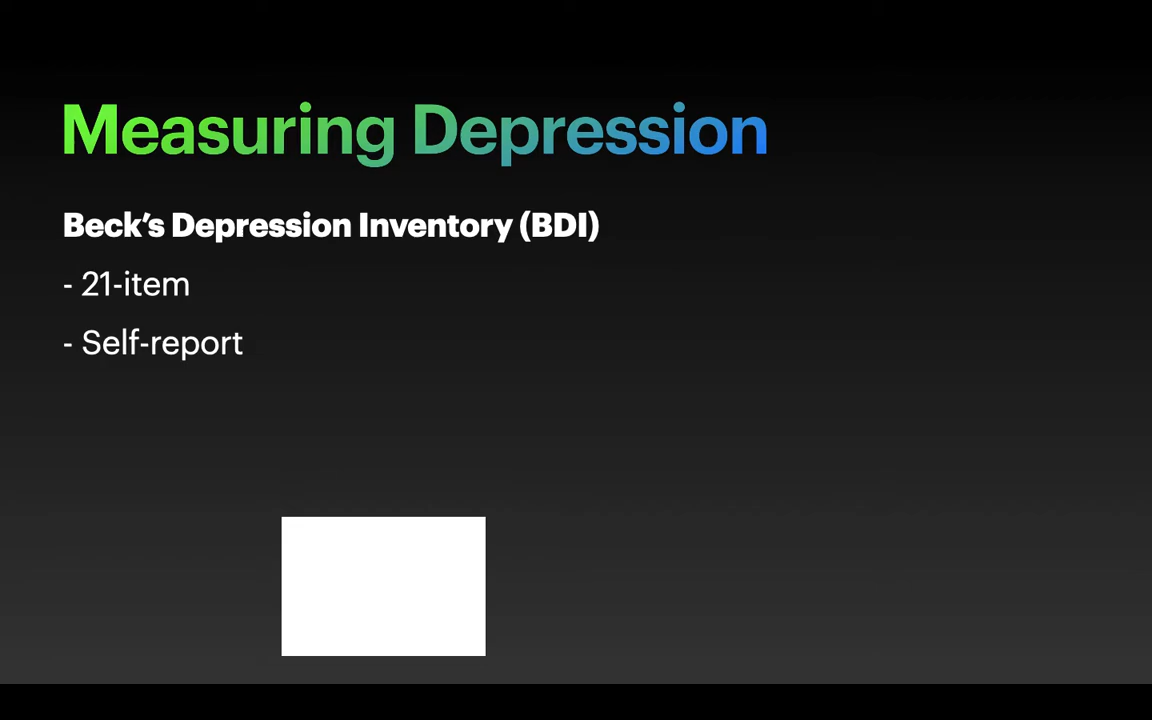 Measuring Depression
Beck’s Depression Inventory (BDI)
- 21-item
- Self-report